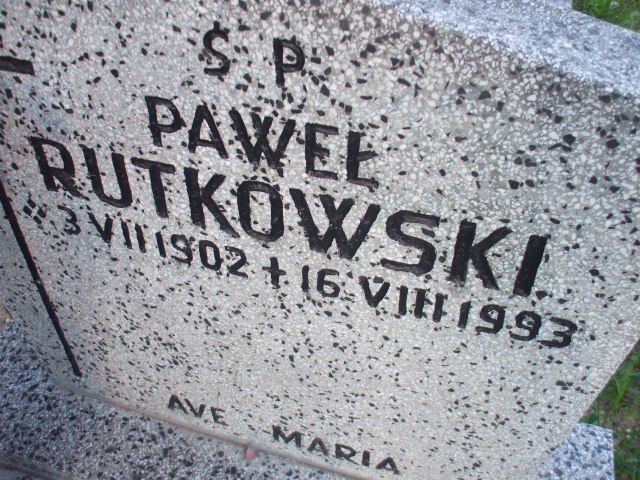 Ś P
PAWEŁ
RUTKOWSKI
* 3 VII 1902 + 16 VIII 1993
AVE MARIA